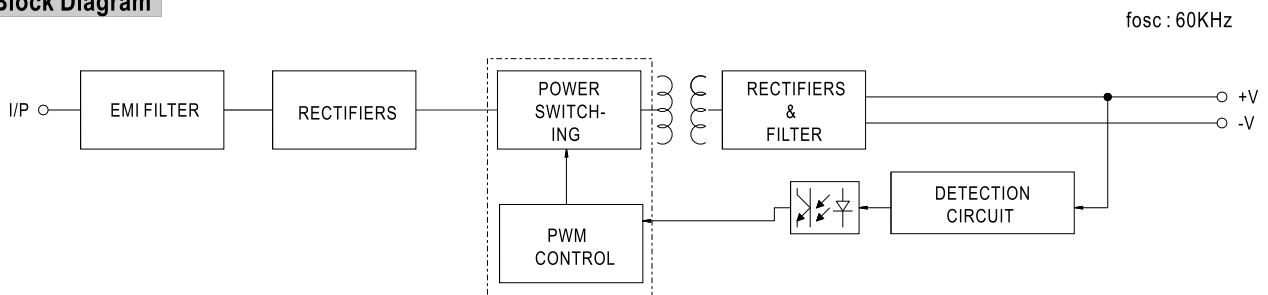 Block Diagram
fosc : 60KHz
I/P
EMI FILTER
RECTIFIERS
POWER
SWITCH-
ING
RECTIFIERS
&
FILTER
+V
-V
PWM
CONTROL
DETECTION
CIRCUIT